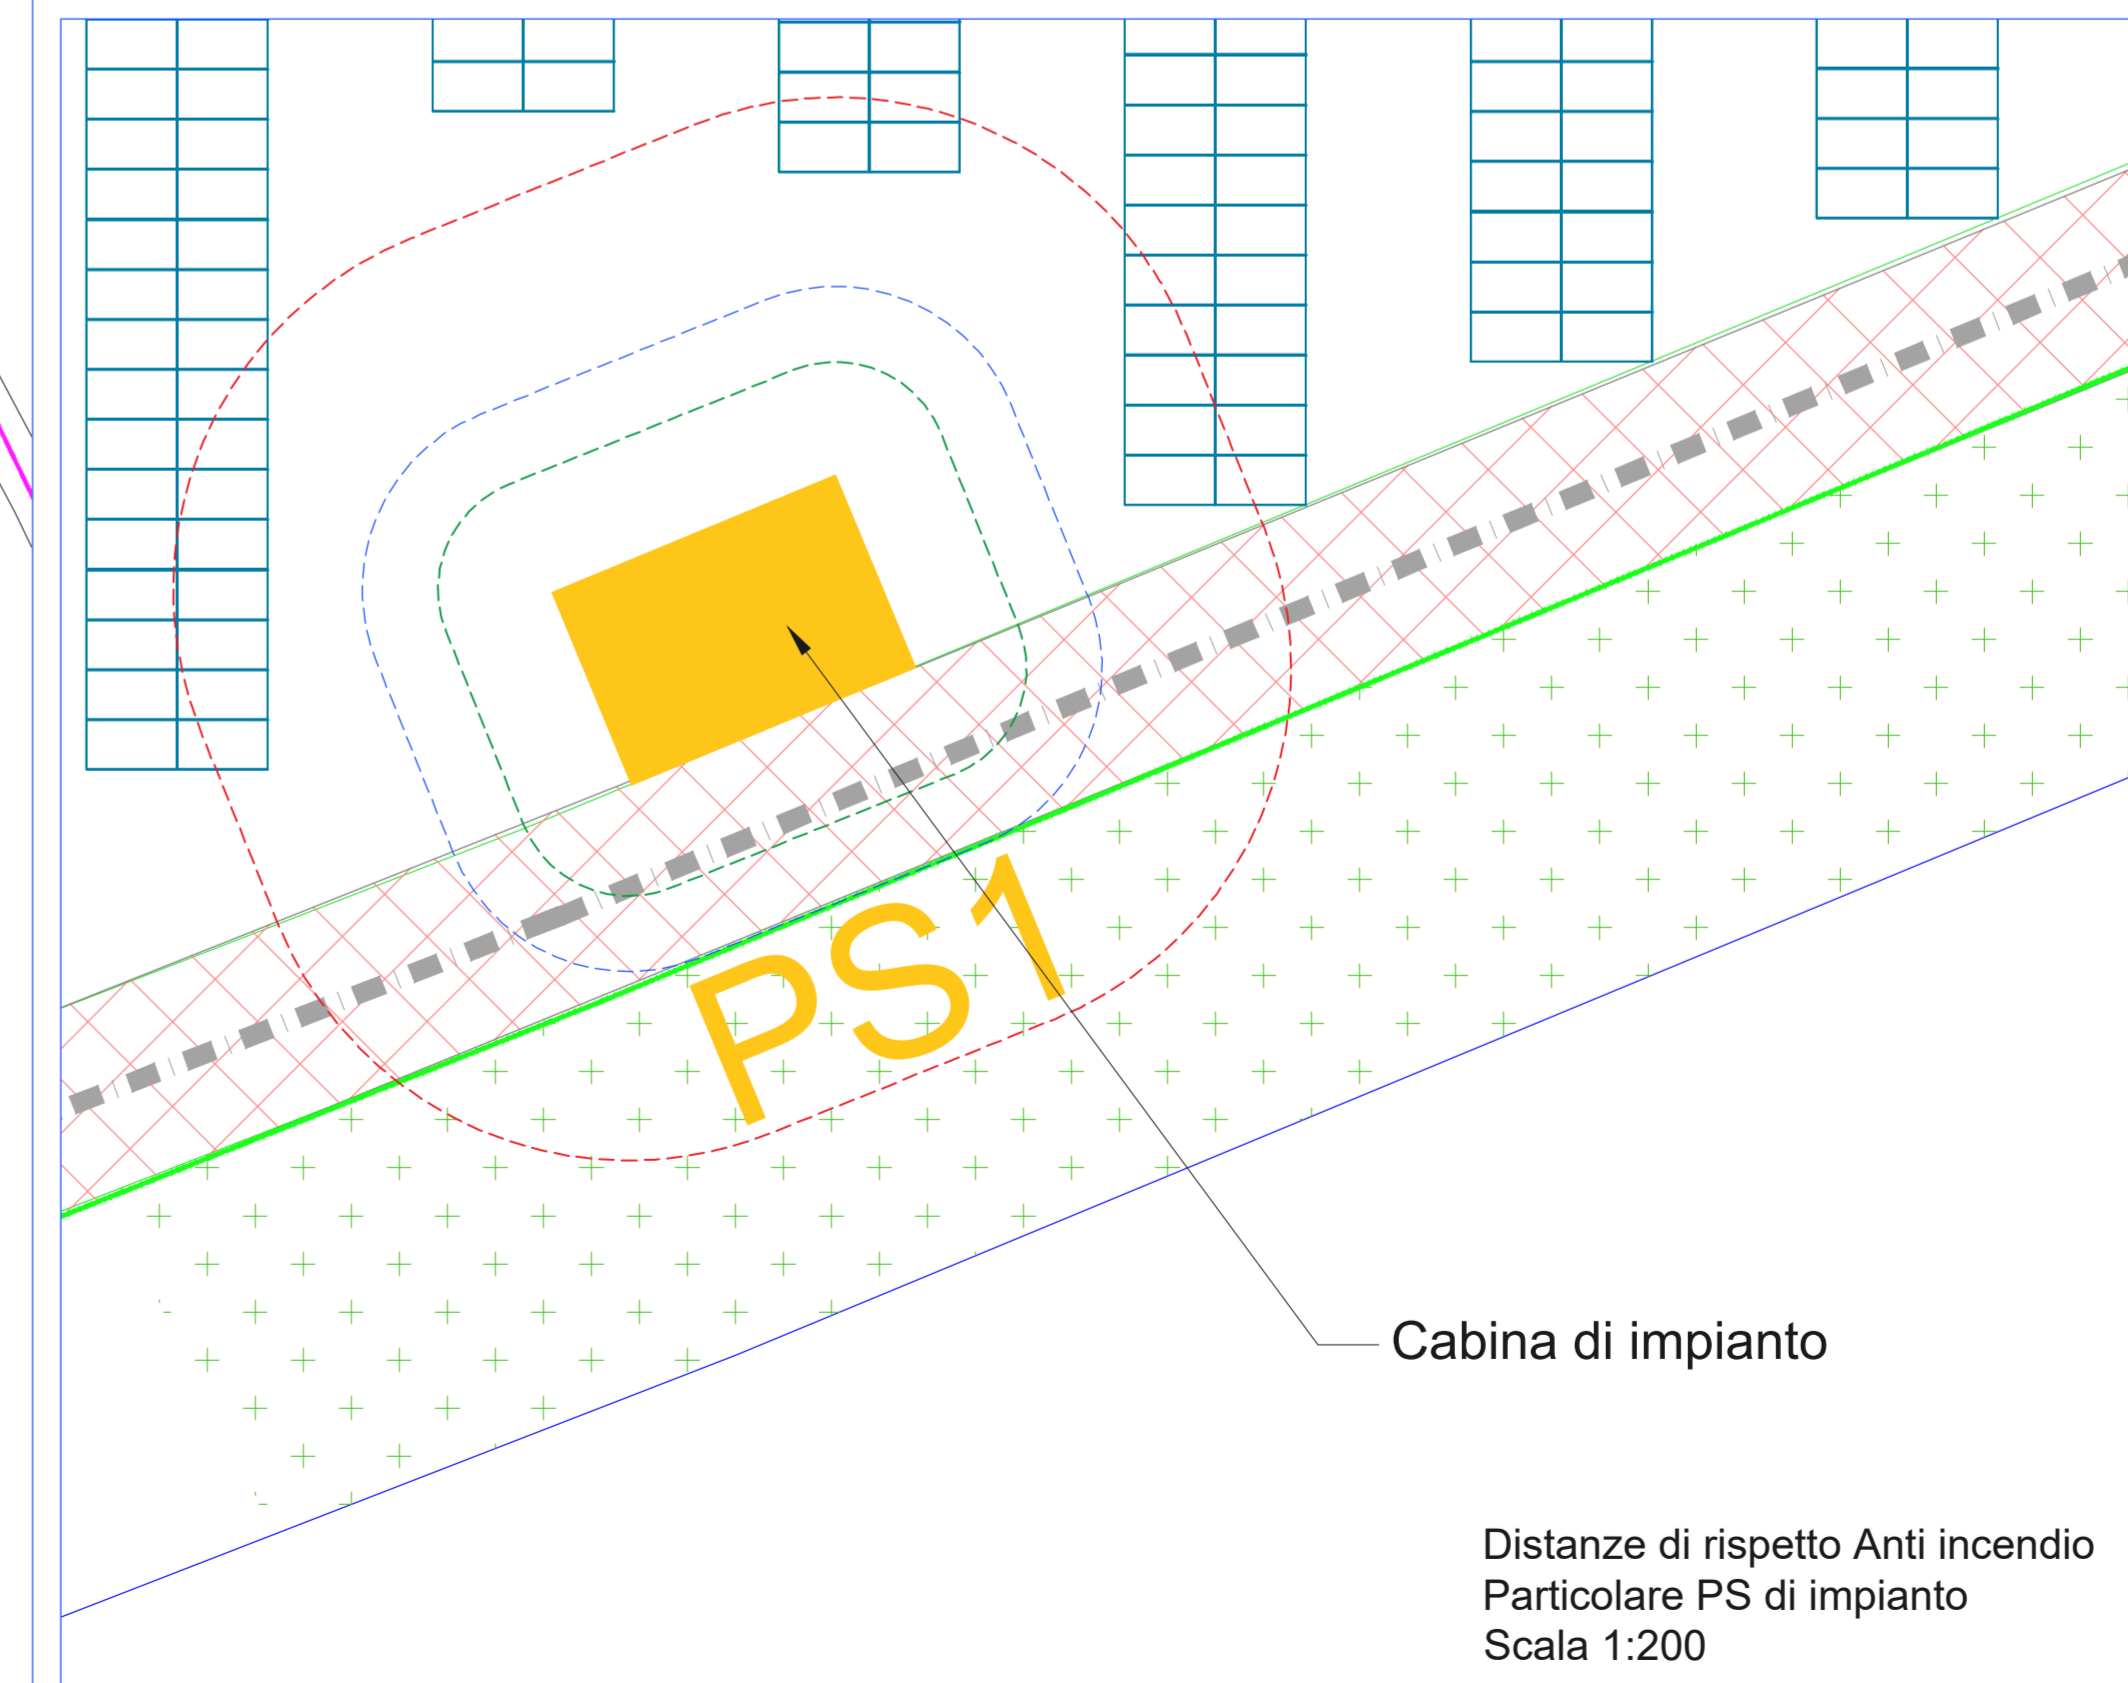 PS1
Cabina di impianto
Distanze di rispetto Anti incendio
Particolare PS di impianto
Scala 1:200